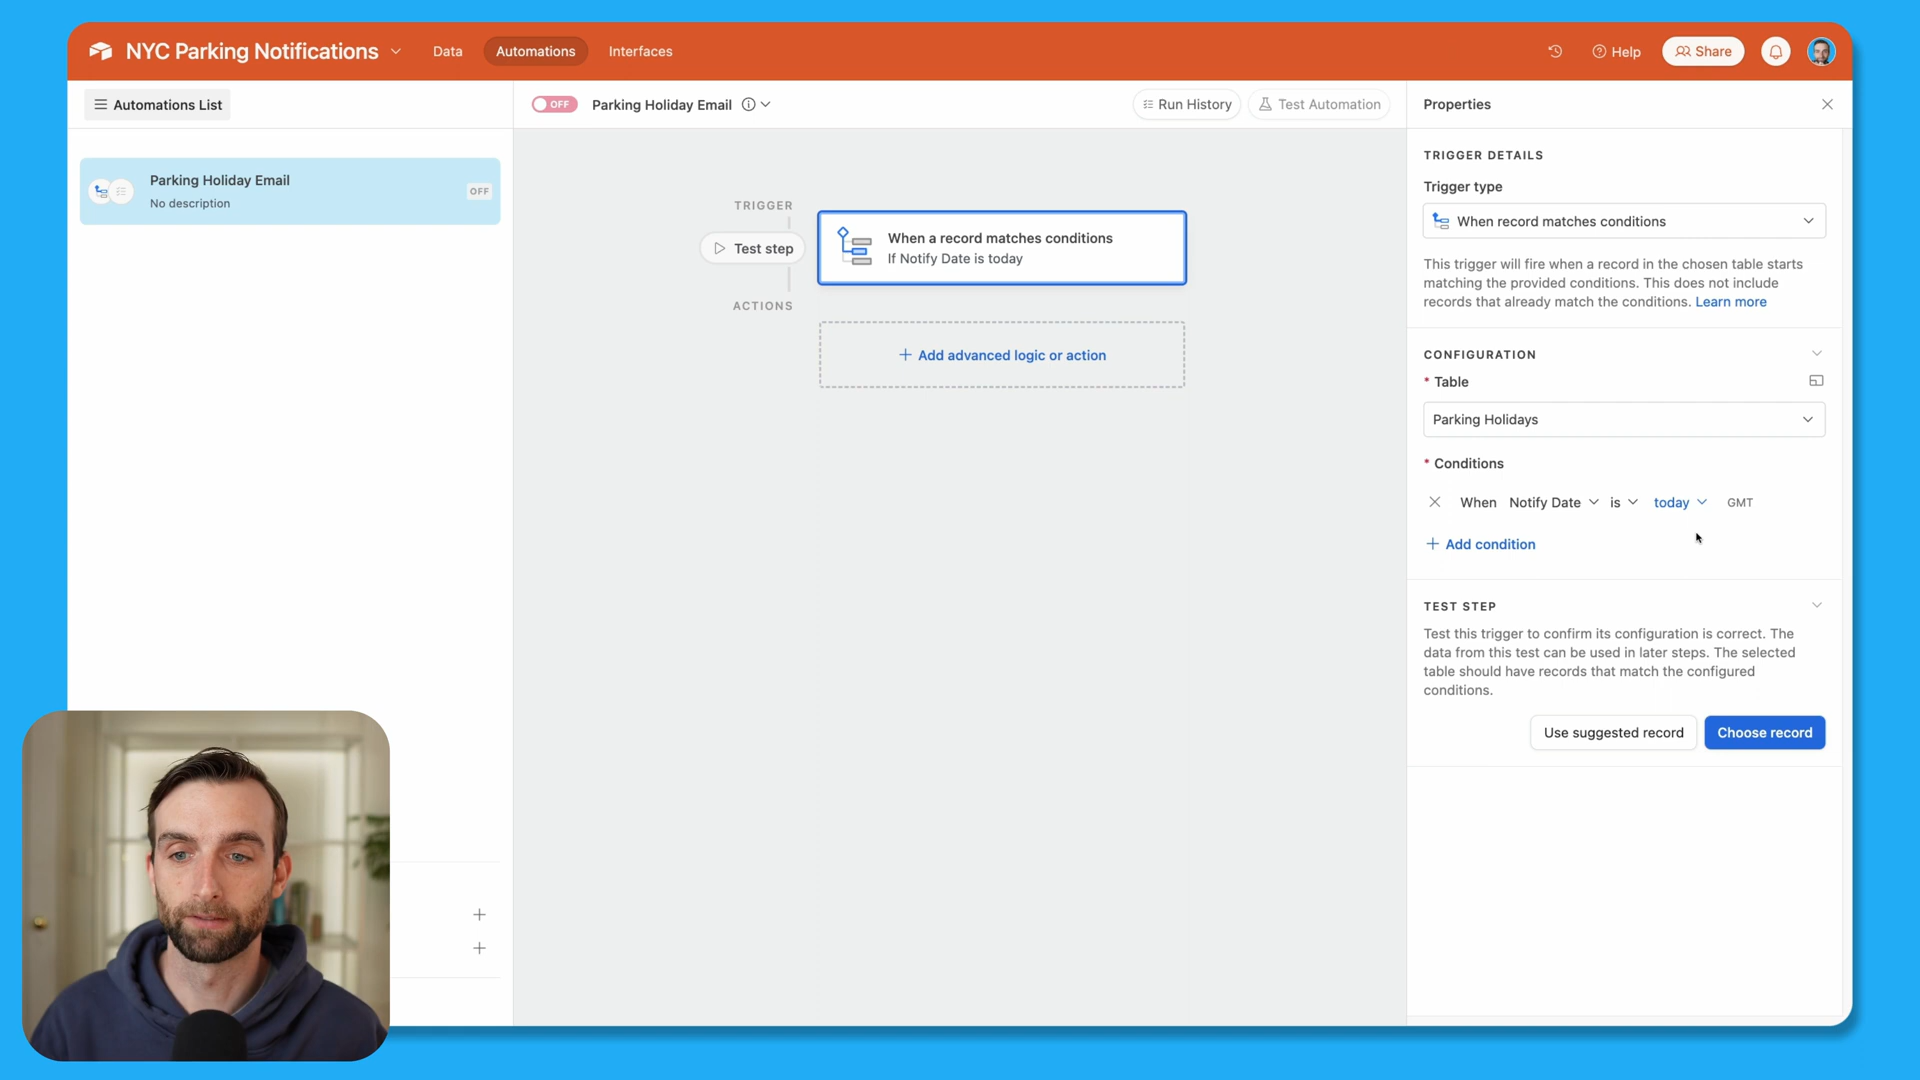 NYC Parking Notifications
Data
Automations
Interfaces
Help
Share
Automations List
OFF
Parking Holiday Email
Run History
Test Automation
Properties
Parking Holiday Email
No description
OFF
TRIGGER
Test step
When a record matches conditions
If Notify Date is today
ACTIONS
+ Add advanced logic or action
TRIGGER DETAILS
Trigger type
When record matches conditions
This trigger will fire when a record in the chosen table starts
matching the provided conditions. This does not include
records that already match the conditions. Learn more
CONFIGURATION
* Table
Parking Holidays
* Conditions
When Notify Date is today GMT
+ Add condition
TEST STEP
Test this trigger to confirm its configuration is correct. The
data from this test can be used in later steps. The selected
table should have records that match the configured
conditions.
Use suggested record
Choose record